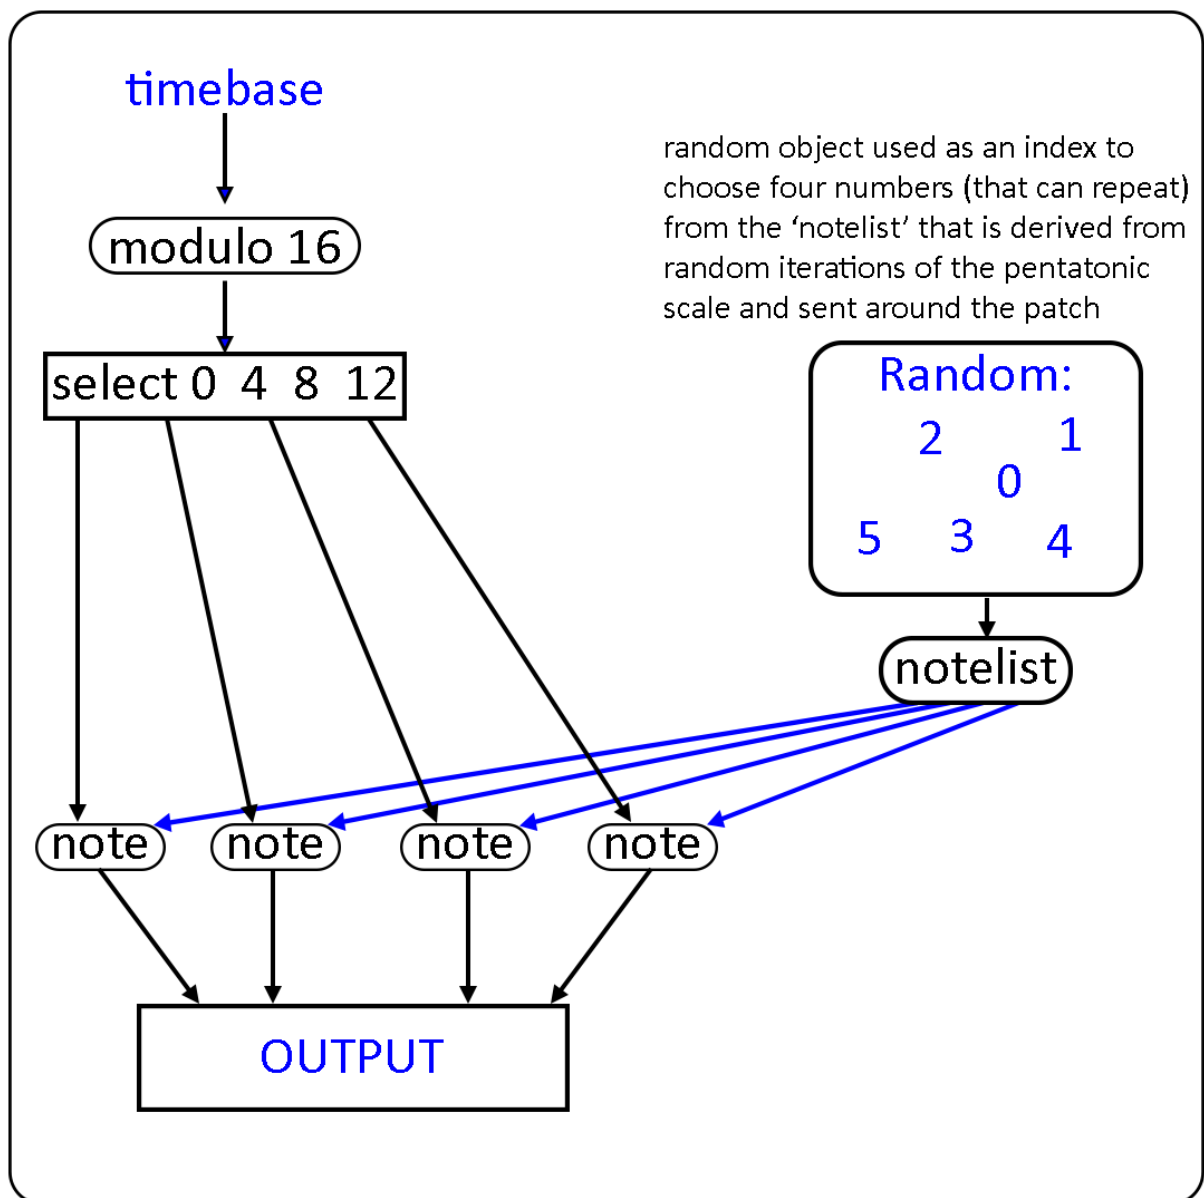 timebase
random object used as an index to
choose four numbers (that can repeat)
from the ‘notelist’ that is derived from
random iterations of the pentatonic
scale and sent around the patch
modulo 16
select 0 4 8 12
Random:
2 1
0
5 3 4
notelist
note note note note
OUTPUT